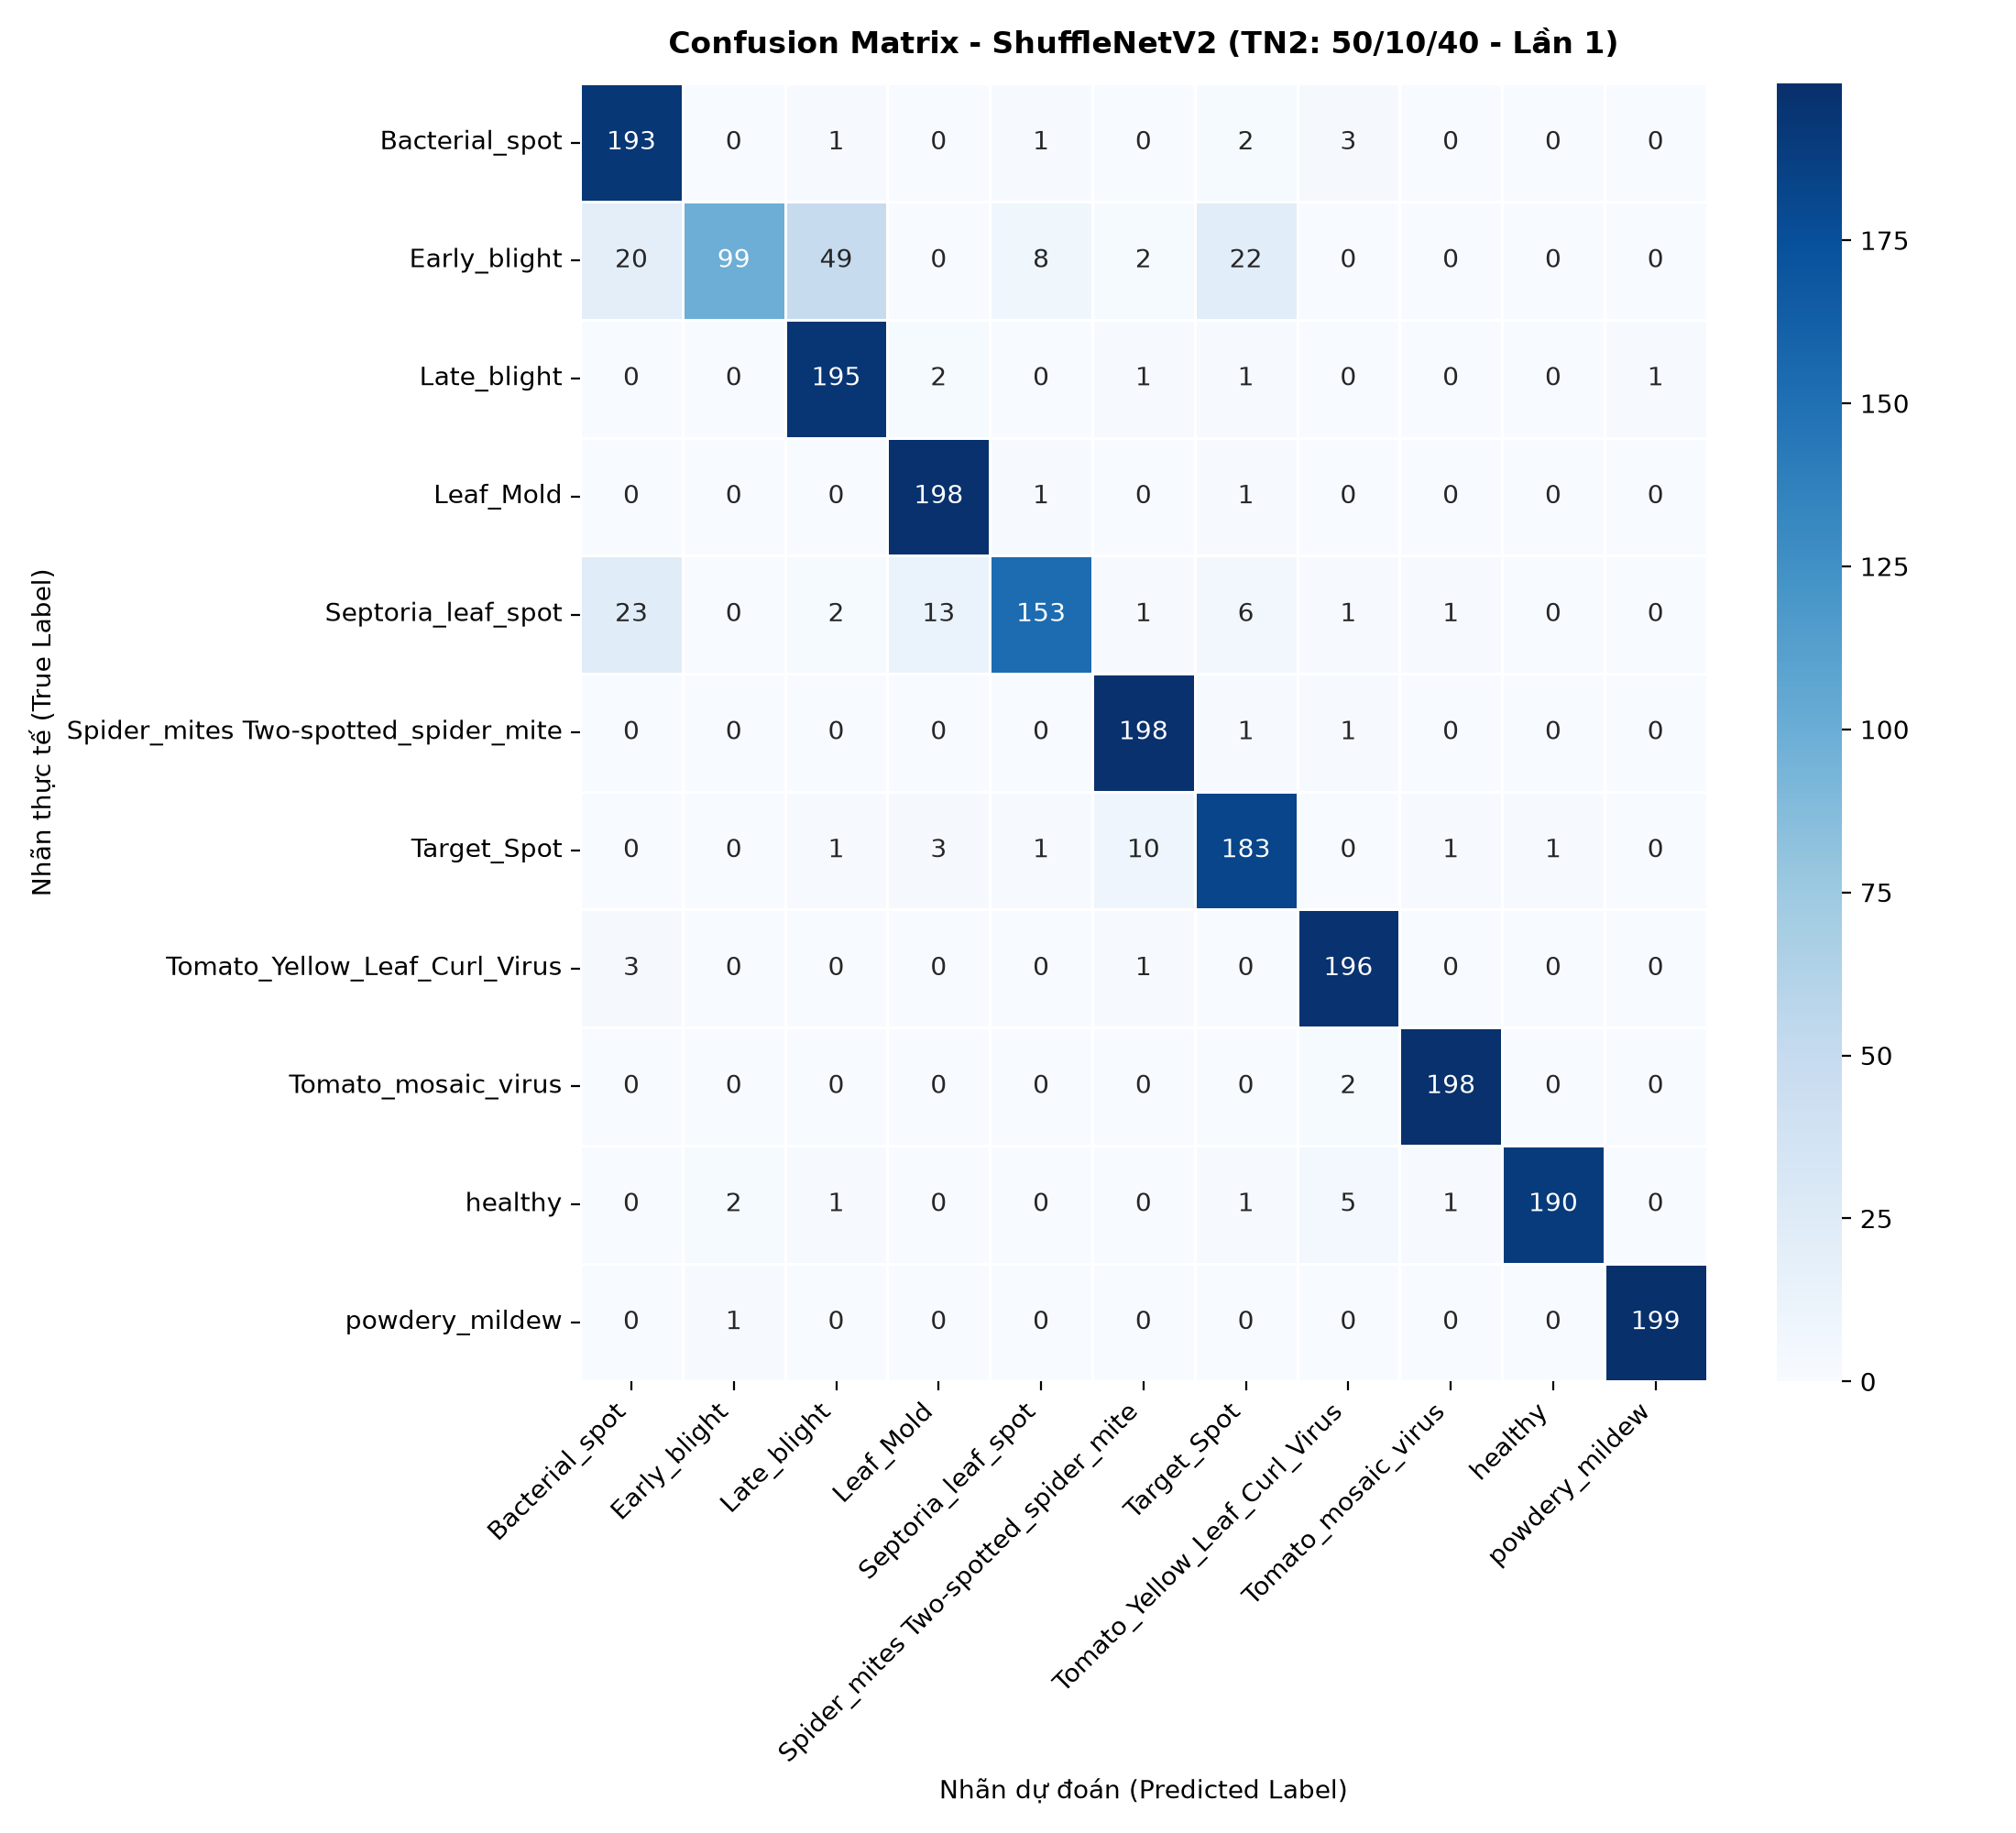 Confusion Matrix - ShuffleNetV2 (TN2: 50/10/40 - Lần 1)
Nhãn thực tế (True Label)
Bacterial_spot 193 0 1 0 1 0 2 3 0 0 0
Early_blight 20 99 49 0 8 2 22 0 0 0 0
Late_blight 0 0 195 2 0 1 1 0 0 0 1
Leaf_Mold 0 0 0 198 1 0 1 0 0 0 0
Septoria_leaf_spot 23 0 2 13 153 1 6 1 1 0 0
Spider_mites Two-spotted_spider_mite 0 0 0 0 0 198 1 1 0 0 0
Target_Spot 0 0 1 3 1 10 183 0 1 1 0
Tomato_Yellow_Leaf_Curl_Virus 3 0 0 0 0 1 0 196 0 0 0
Tomato_mosaic_virus 0 0 0 0 0 0 0 2 198 0 0
healthy 0 2 1 0 0 0 1 5 1 190 0
powdery_mildew 0 1 0 0 0 0 0 0 0 0 199
Bacterial_spot
Early_blight
Late_blight
Leaf_Mold
Septoria_leaf_spot
Spider_mites Two-spotted_spider_mite
Target_Spot
Tomato_Yellow_Leaf_Curl_Virus
Tomato_mosaic_virus
healthy
powdery_mildew
Nhãn dự đoán (Predicted Label)
175
150
125
100
75
50
25
0